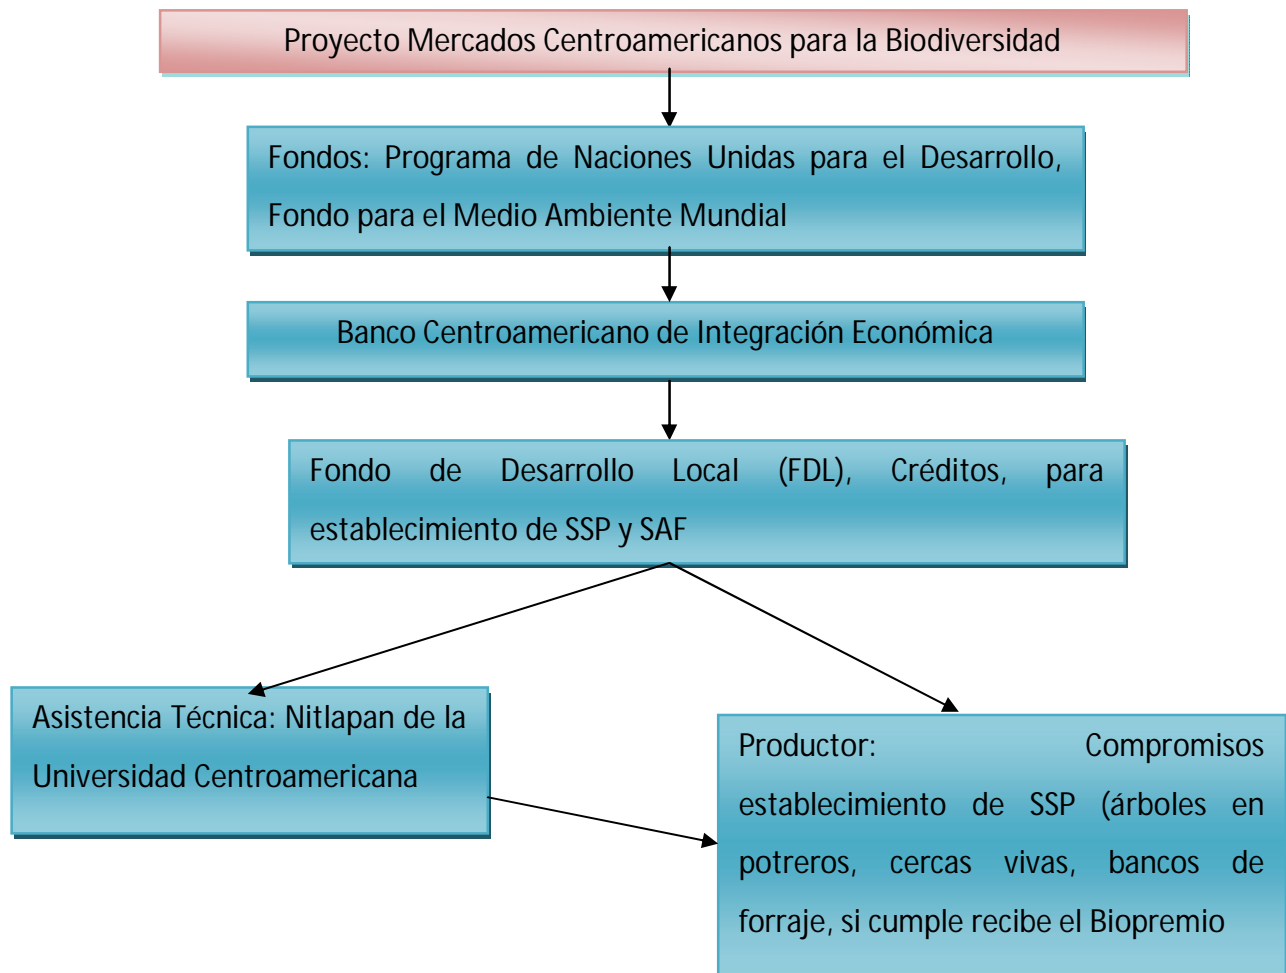 Proyecto Mercados Centroamericanos para la Biodiversidad
Fondos: Programa de Naciones Unidas para el Desarrollo,
Fondo para el Medio Ambiente Mundial
Banco Centroamericano de Integración Económica
Fondo de Desarrollo Local (FDL), Créditos, para
establecimiento de SSP y SAF
Asistencia Técnica: Nitlapan de la
Universidad Centroamericana
Productor: Compromisos
establecimiento de SSP (árboles en
potreros, cercas vivas, bancos de
forraje, si cumple recibe el Biopremio